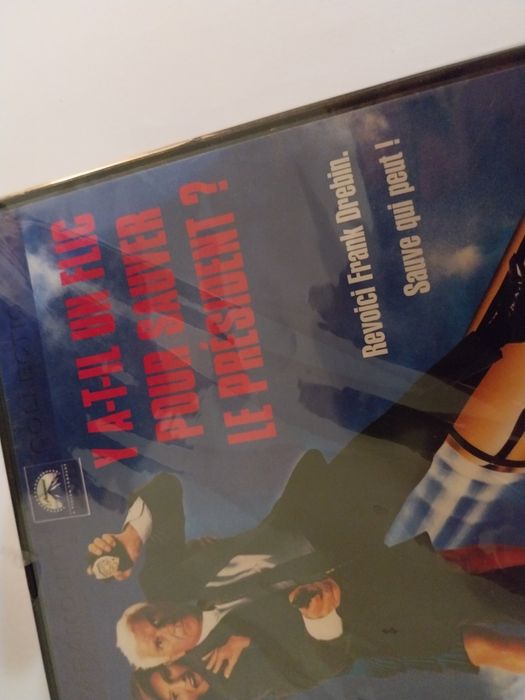 Y A-T-IL UN FLIC
POUR SAUVER
LE PRÉSIDENT ?
Revoici Frank Drebin.
Sauve qui peut !